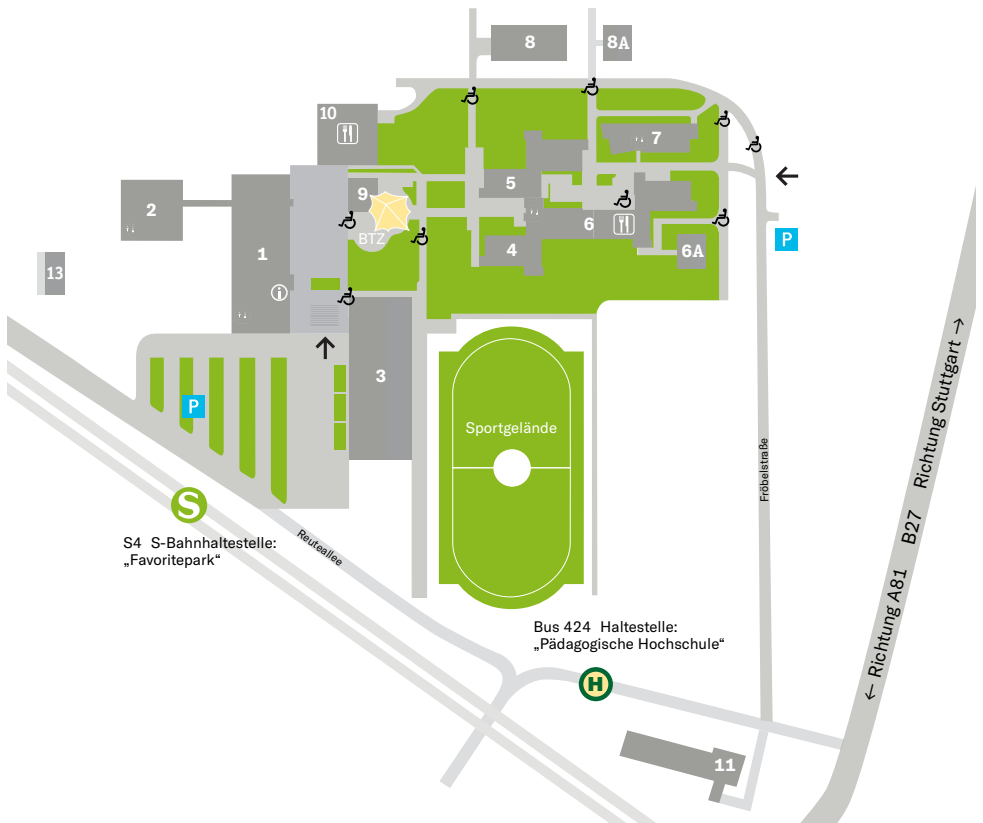 8
8A
10
7
5
9
2
6
BTZ
4
6A
1
13
i
P
3
P
Sportgelände
Fröbelstraße
← Richtung A81 B27 Richtung Stuttgart →
S
S4 S-Bahnhaltestelle:
„Favoritepark“
Reuteallee
Bus 424 Haltestelle:
„Pädagogische Hochschule“
H
11